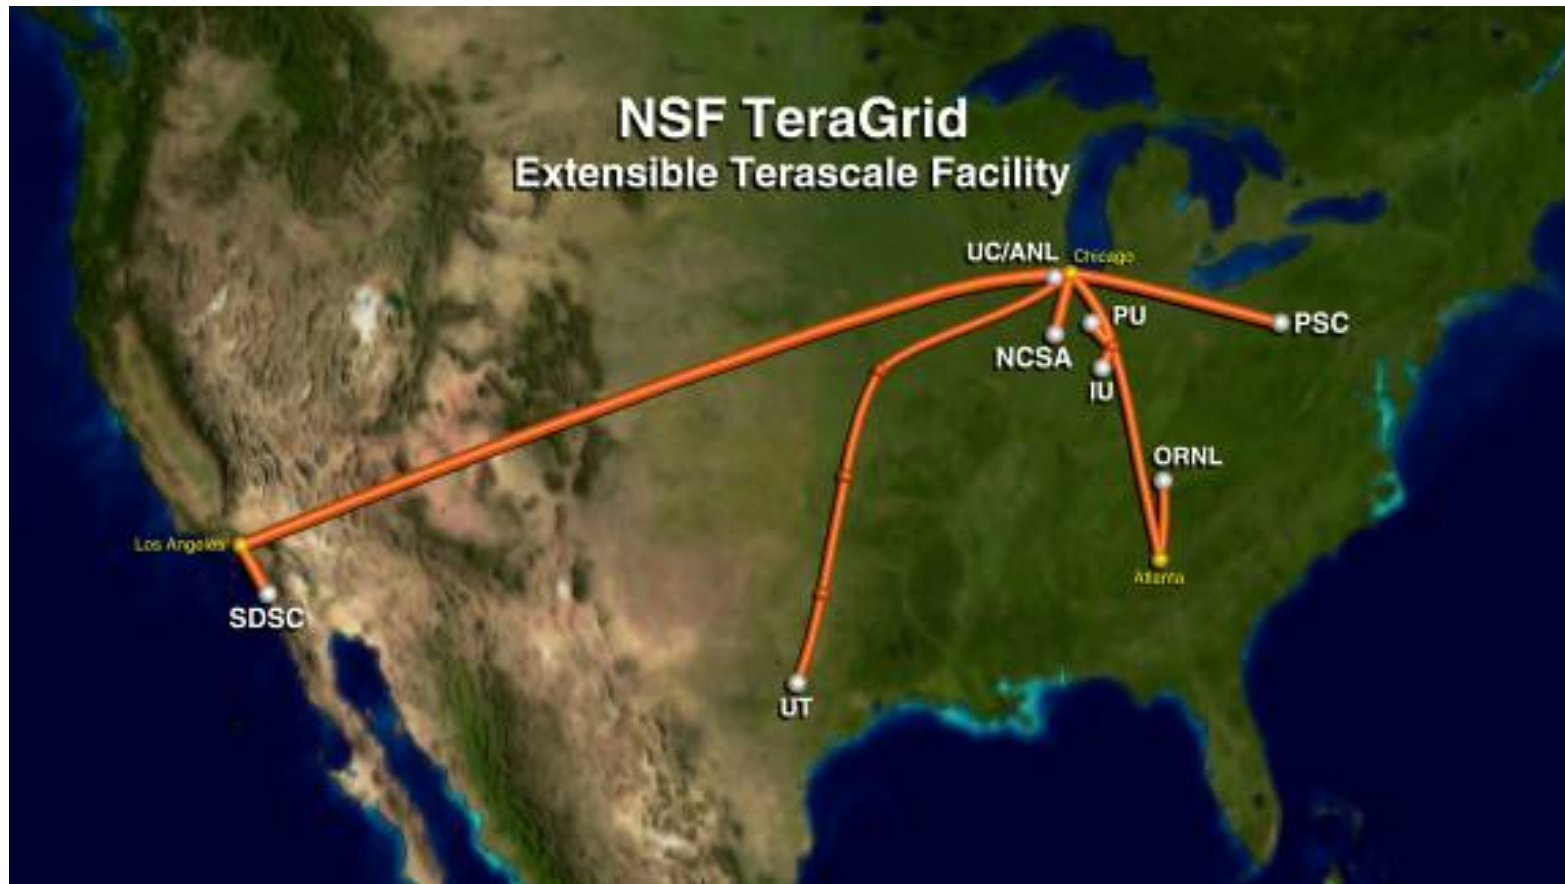 NSF TeraGrid
Extensible Terascale Facility
UC/ANL
Chicago
PU
PSC
NCSA
IU
ORNL
Los Angeles
Atlanta
SDSC
UT